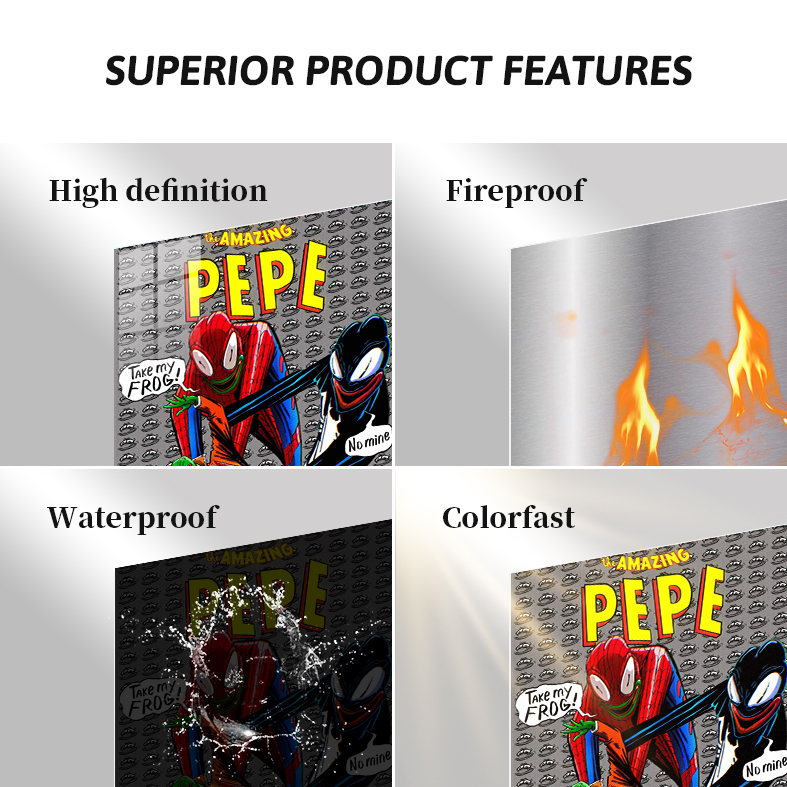 SUPERIOR PRODUCT FEATURES
High definition
Fireproof
the AMAZING
PEPE
TAKE my
FROG!
No mine
Waterproof
Colorfast
the AMAZING
PEPE
TAKE my
FROG!
No mine
the AMAZING
PEPE
TAKE my
FROG!
No mine